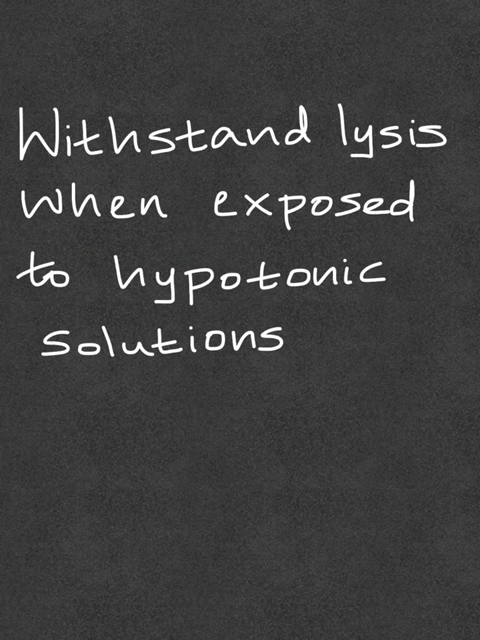 Withstand lysis
when exposed
to hypotonic
solutions